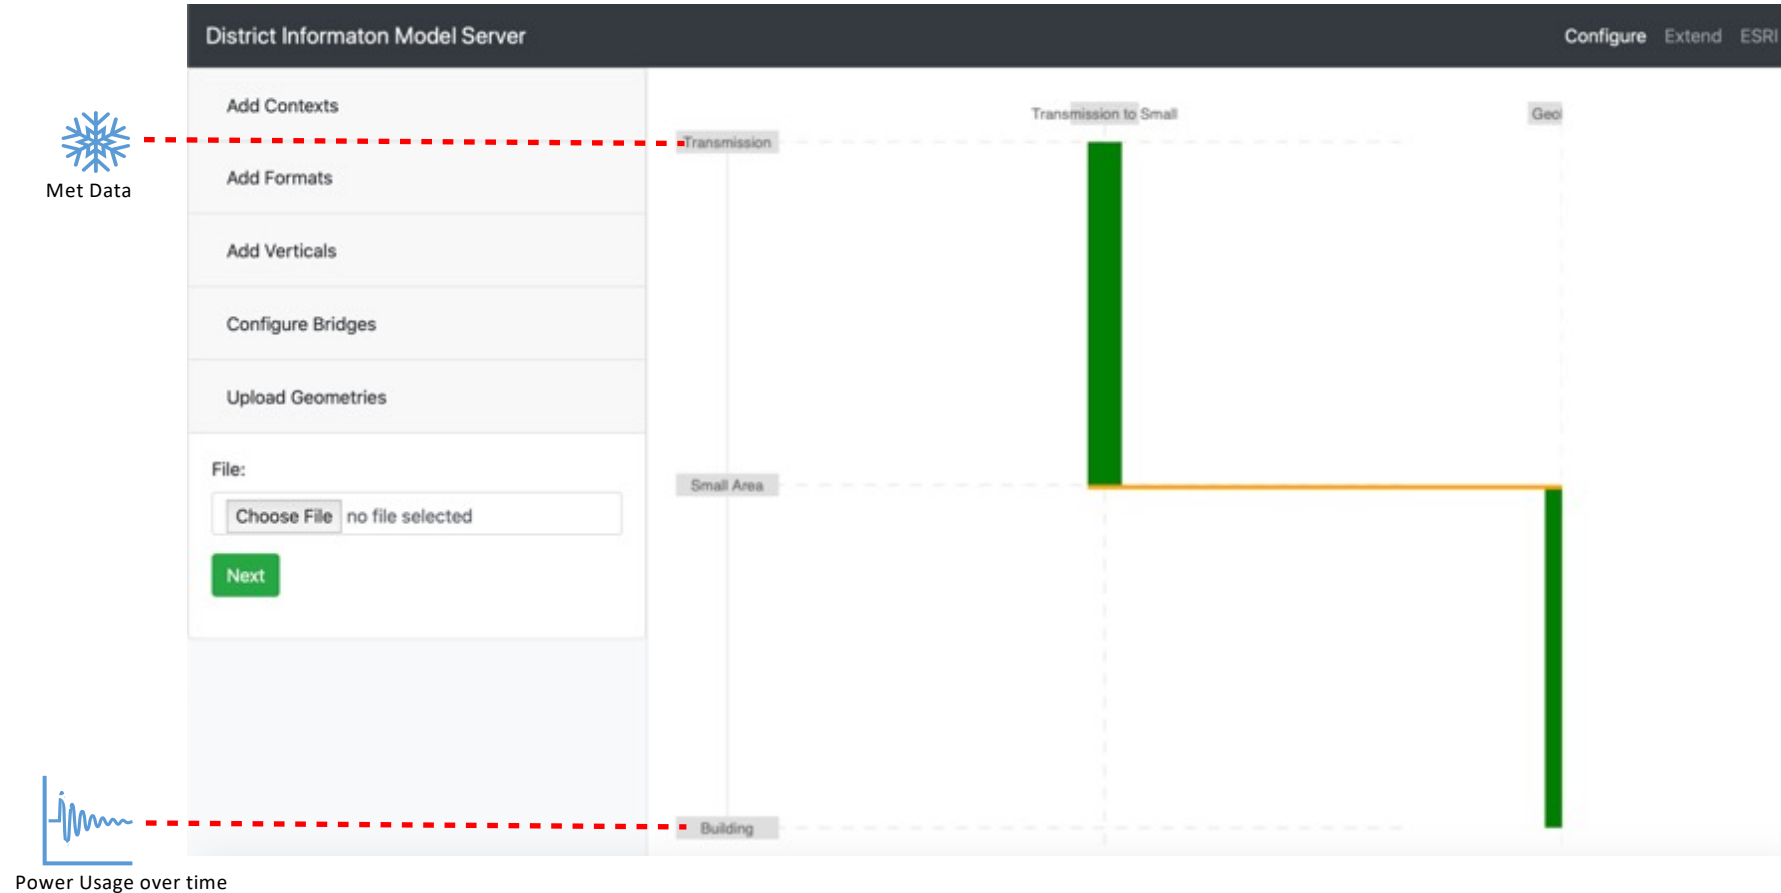 District Informaton Model Server
Configure Extend ESRI
Add Contexts
Add Formats
Add Verticals
Configure Bridges
Upload Geometries
File:
Choose File no file selected
Next
Met Data
Power Usage over time
Transmission to Small
Transmission
Small Area
Building